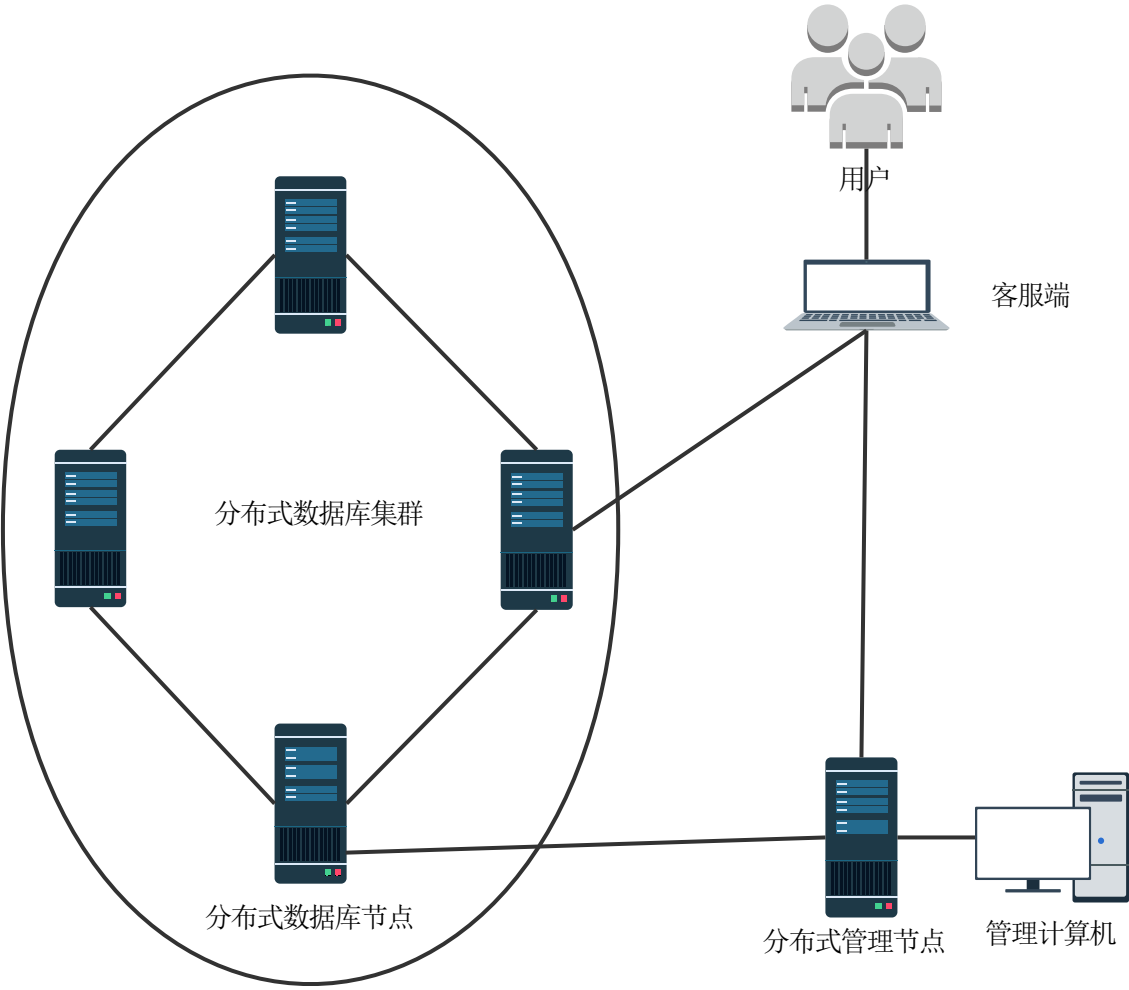 用户
客服端
分布式数据库集群
分布式数据库节点
分布式管理节点
管理计算机